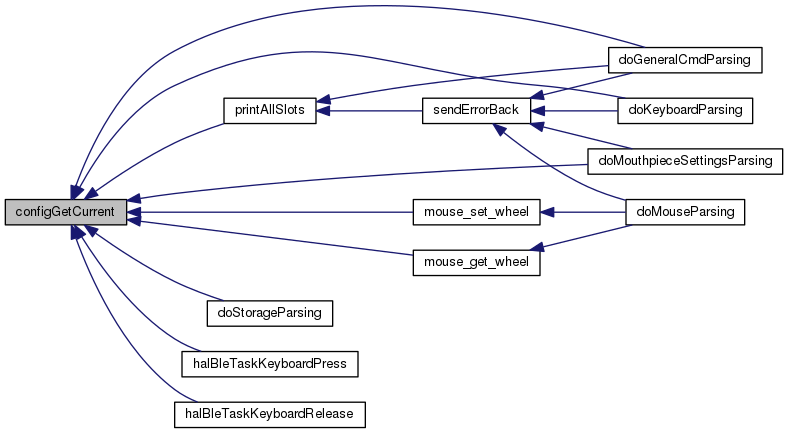 doGeneralCmdParsing
printAllSlots
sendErrorBack
doKeyboardParsing
doMouthpieceSettingsParsing
configGetCurrent
mouse_set_wheel
doMouseParsing
mouse_get_wheel
doStorageParsing
halBleTaskKeyboardPress
halBleTaskKeyboardRelease